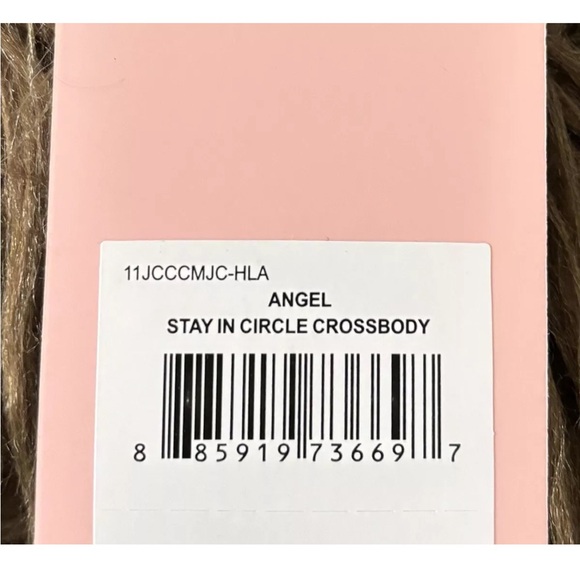 11JCCCMJC-HLA
ANGEL
STAY IN CIRCLE CROSSBODY
8 85919 73669 7